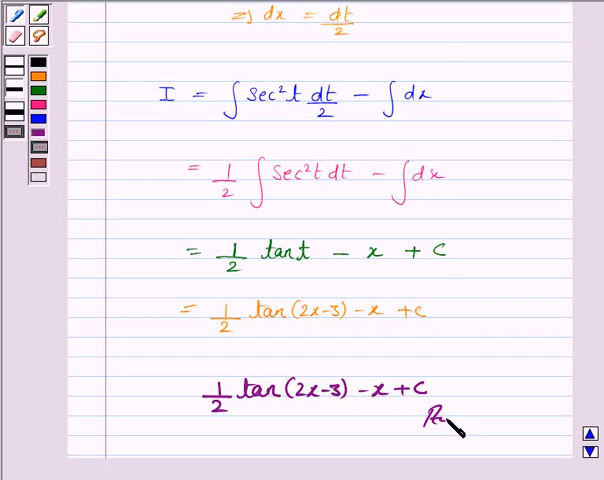 => dx = dt/2
I = ∫ sec²t dt/2 − ∫ dx
= 1/2 ∫ sec²t dt − ∫ dx
= 1/2 tan t − x + C
= 1/2 tan(2x-3) − x + C
1/2 tan(2x-3) − x + C